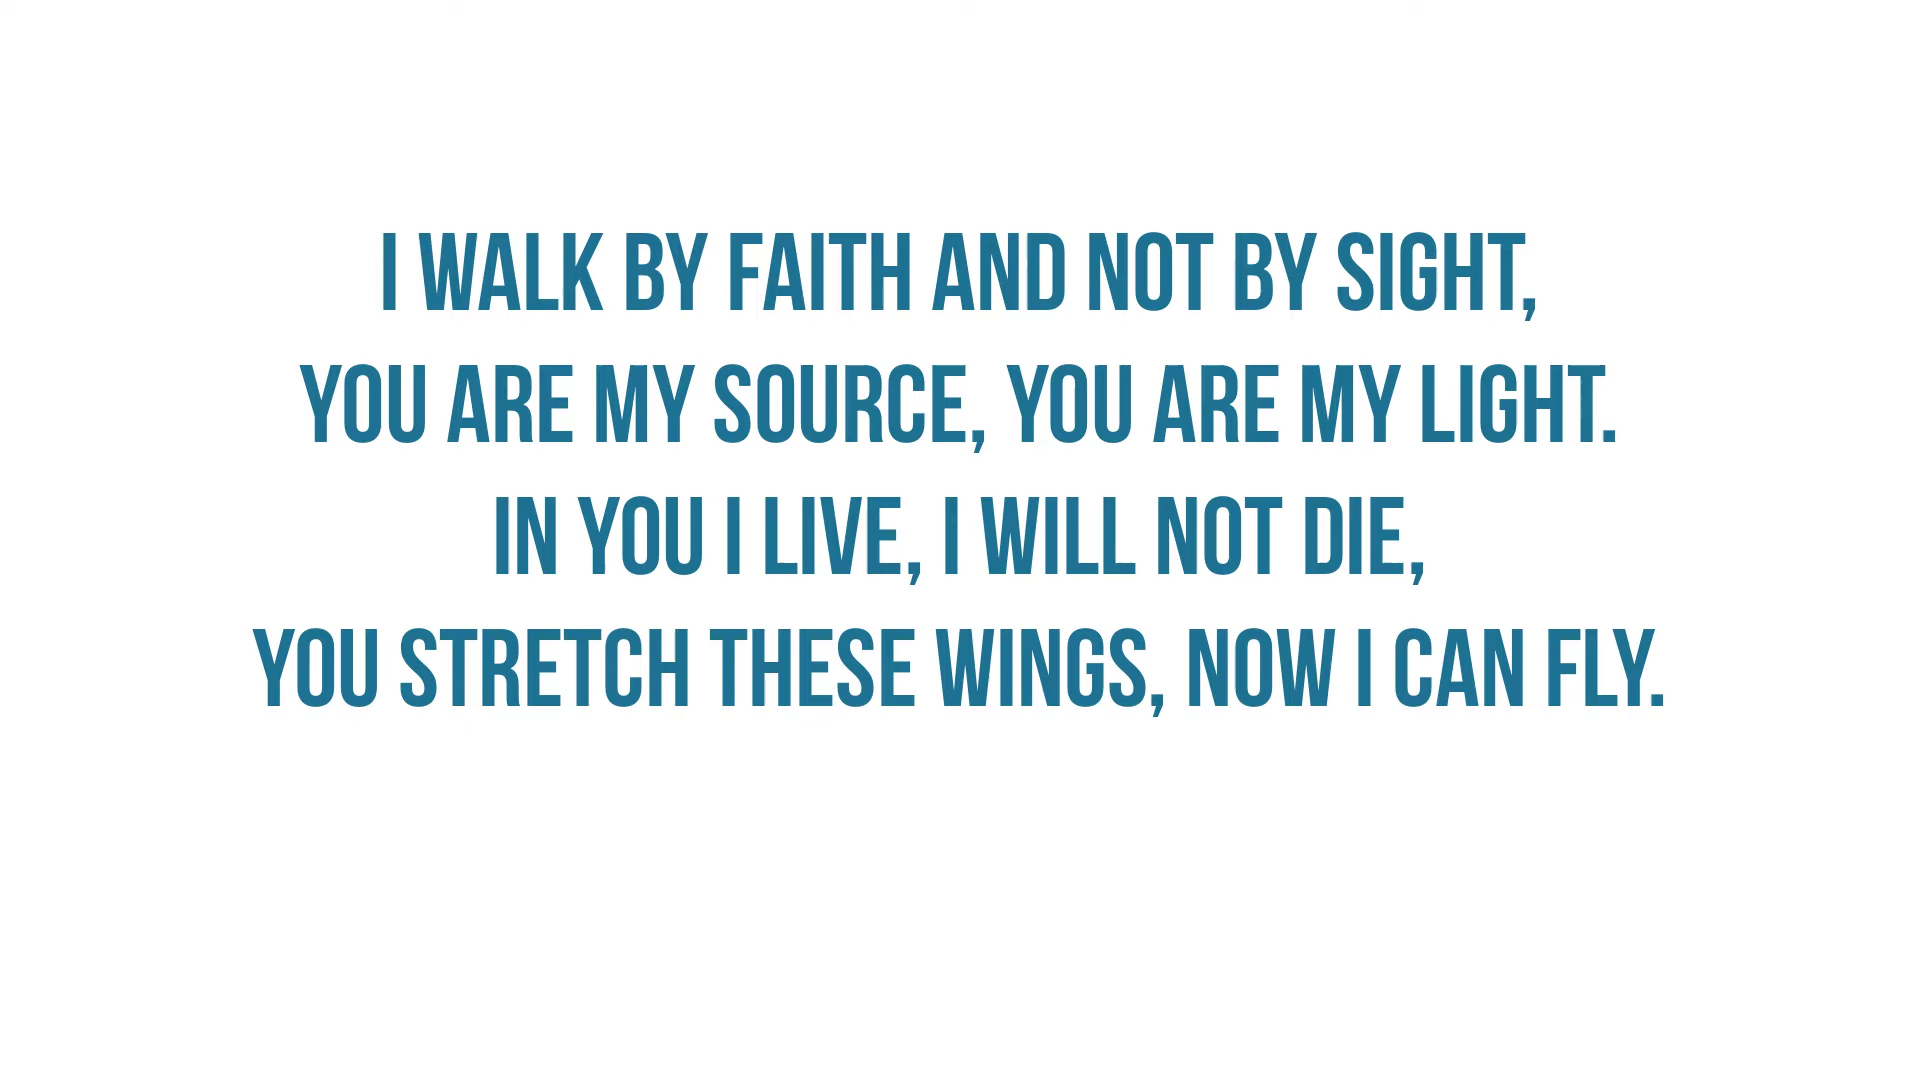 I WALK BY FAITH AND NOT BY SIGHT,
YOU ARE MY SOURCE, YOU ARE MY LIGHT.
IN YOU I LIVE, I WILL NOT DIE,
YOU STRETCH THESE WINGS, NOW I CAN FLY.